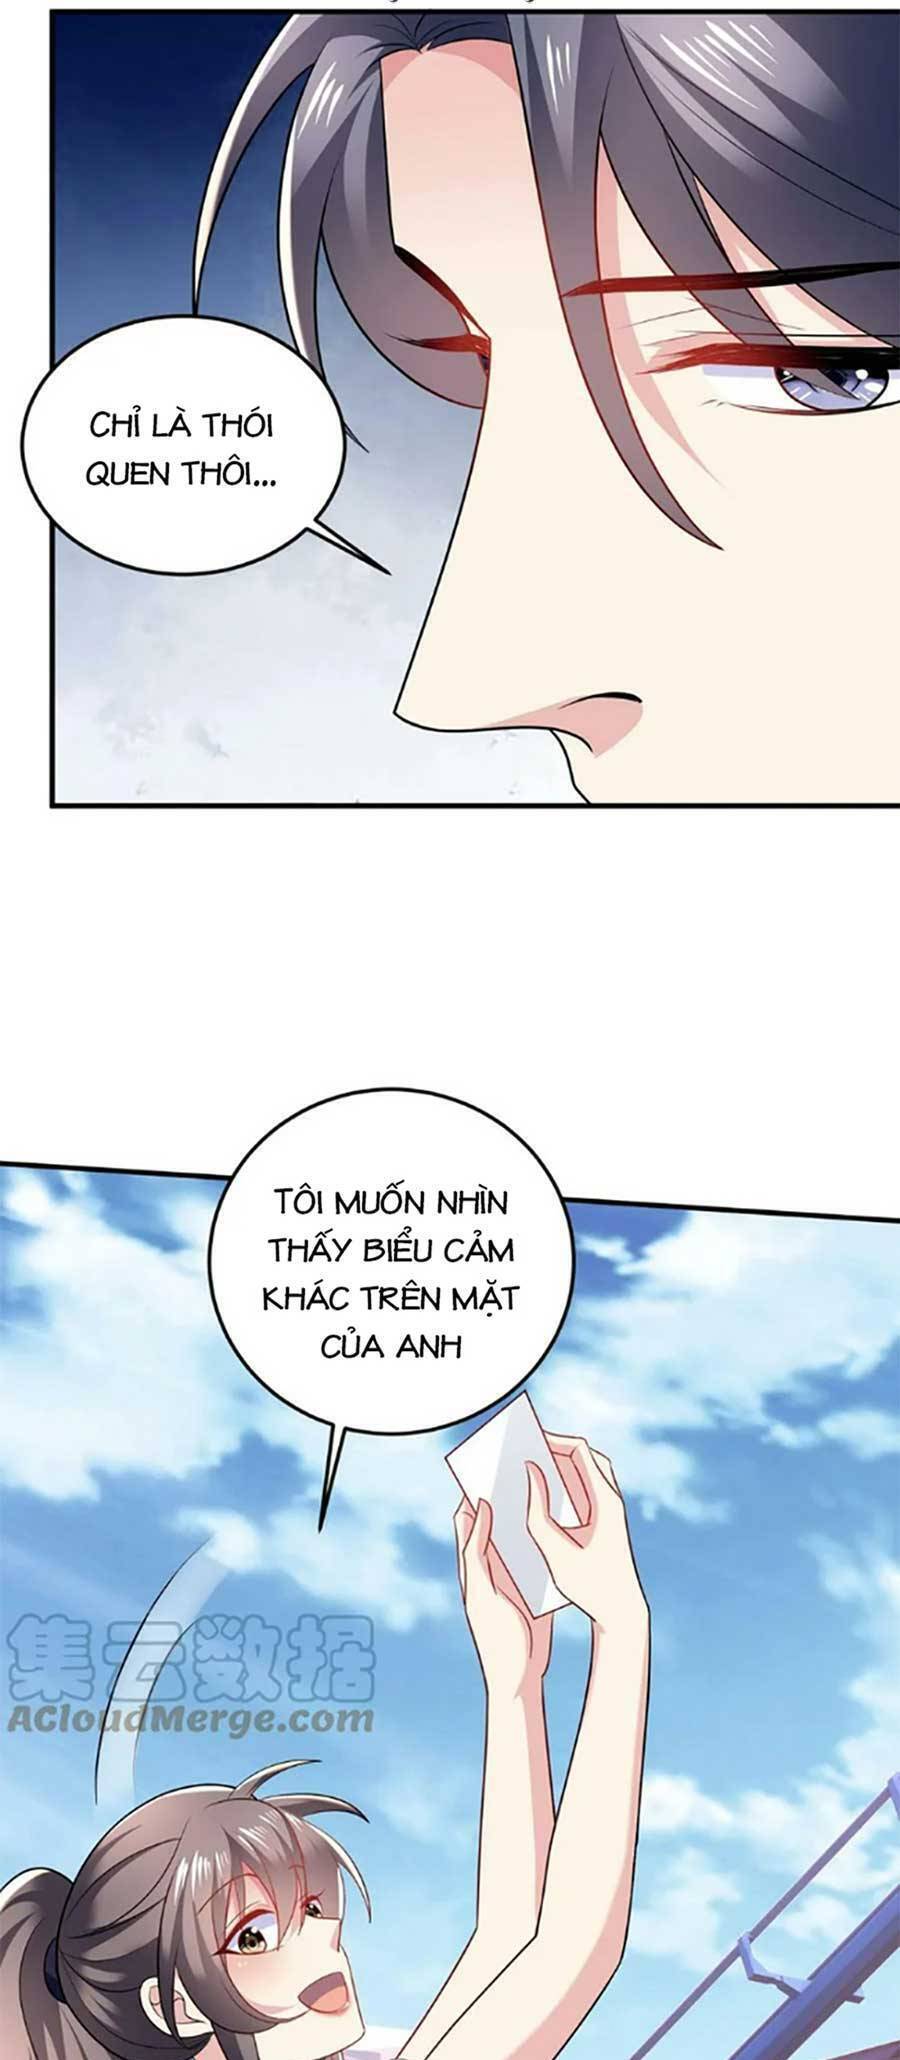 CHỈ LÀ THÓI
QUEN THÔI...
TÔI MUỐN NHÌN
THẤY BIỂU CẢM
KHÁC TRÊN MẶT
CỦA ANH
集云数据
ACloudMerge.com